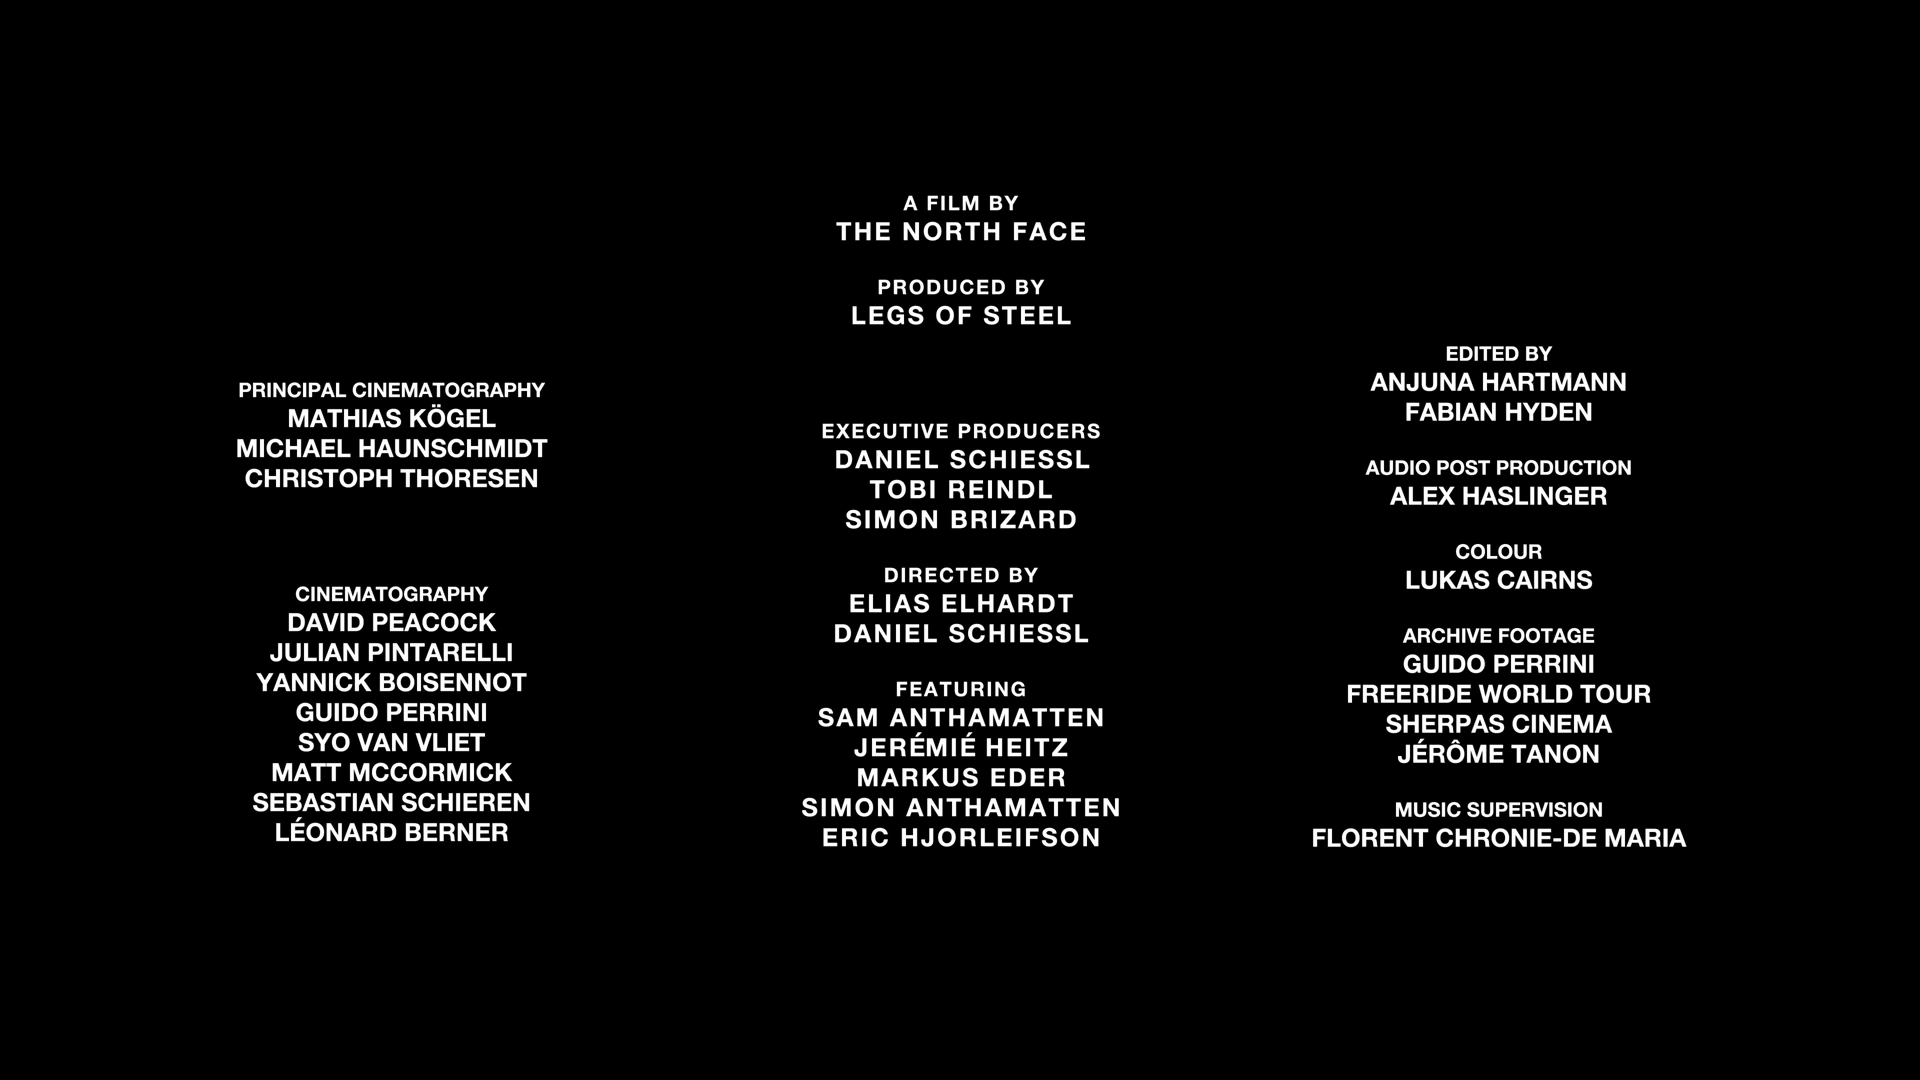 A FILM BY
THE NORTH FACE
PRODUCED BY
LEGS OF STEEL
PRINCIPAL CINEMATOGRAPHY
MATHIAS KÖGEL
MICHAEL HAUNSCHMIDT
CHRISTOPH THORESEN
CINEMATOGRAPHY
DAVID PEACOCK
JULIAN PINTARELLI
YANNICK BOISENNOT
GUIDO PERRINI
SYO VAN VLIET
MATT MCCORMICK
SEBASTIAN SCHIEREN
LÉONARD BERNER
EXECUTIVE PRODUCERS
DANIEL SCHIESSL
TOBI REINDL
SIMON BRIZARD
DIRECTED BY
ELIAS ELHARDT
DANIEL SCHIESSL
FEATURING
SAM ANTHAMATTEN
JERÉMIÉ HEITZ
MARKUS EDER
SIMON ANTHAMATTEN
ERIC HJORLEIFSON
EDITED BY
ANJUNA HARTMANN
FABIAN HYDEN
AUDIO POST PRODUCTION
ALEX HASLINGER
COLOUR
LUKAS CAIRNS
ARCHIVE FOOTAGE
GUIDO PERRINI
FREERIDE WORLD TOUR
SHERPAS CINEMA
JÉRÔME TANON
MUSIC SUPERVISION
FLORENT CHRONIE-DE MARIA